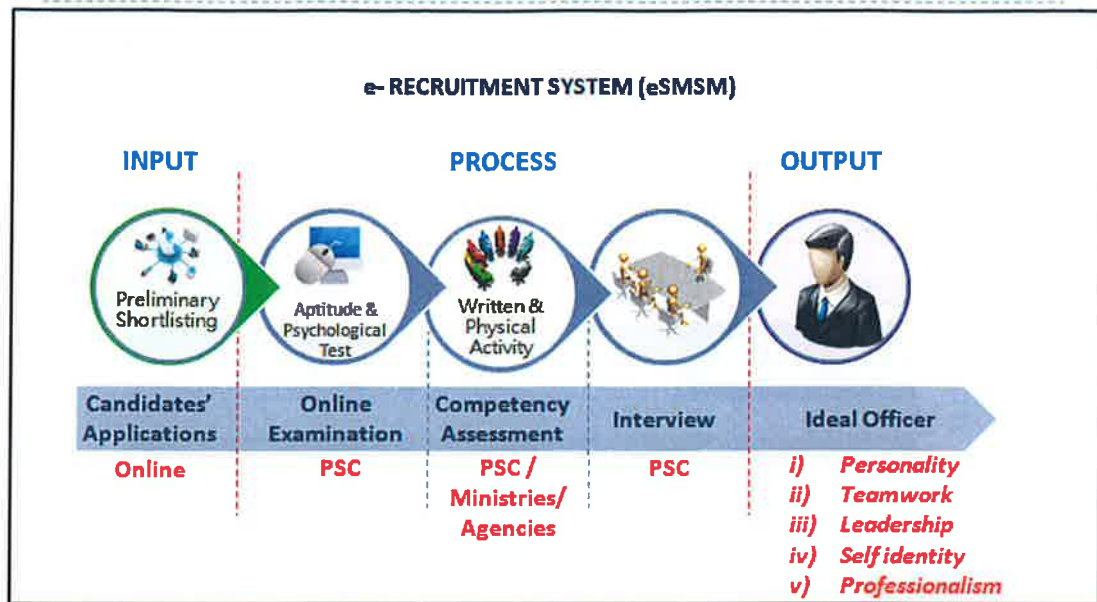 e- RECRUITMENT SYSTEM (eSMSM)
INPUT
PROCESS
OUTPUT
Preliminary
Shortlisting
Aptitude &
Psychological
Test
Written &
Physical
Activity
Candidates'
Applications
Online
Examination
Competency
Assessment
Interview
Ideal Officer
Online
PSC
PSC /
Ministries/
Agencies
PSC
i) Personality
ii) Teamwork
iii) Leadership
iv) Self identity
v) Professionalism